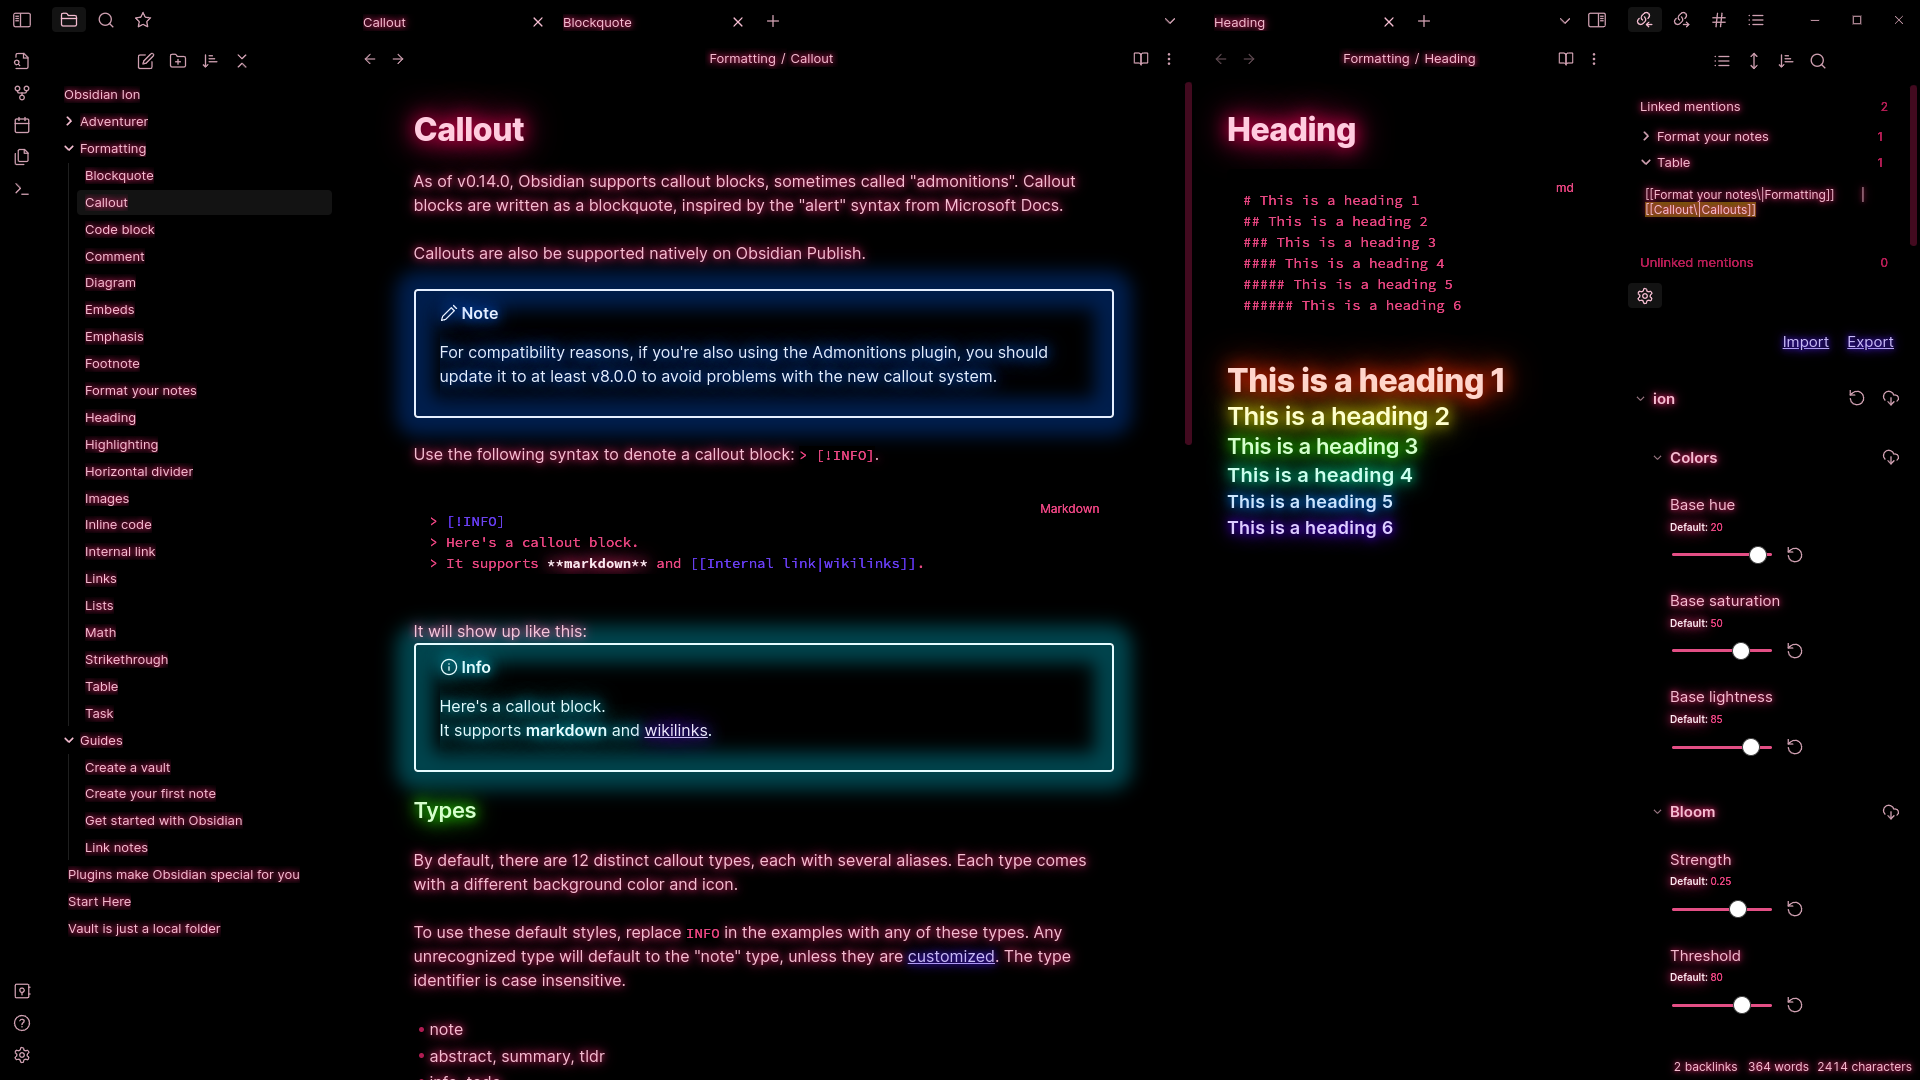 Callout
Blockquote
Heading
Formatting / Callout
Formatting / Heading
Obsidian Ion
Adventurer
Formatting
Blockquote
Callout
Code block
Comment
Diagram
Embeds
Emphasis
Footnote
Format your notes
Heading
Highlighting
Horizontal divider
Images
Inline code
Internal link
Links
Lists
Math
Strikethrough
Table
Task
Guides
Create a vault
Create your first note
Get started with Obsidian
Link notes
Plugins make Obsidian special for you
Start Here
Vault is just a local folder
Callout
As of v0.14.0, Obsidian supports callout blocks, sometimes called "admonitions". Callout
blocks are written as a blockquote, inspired by the "alert" syntax from Microsoft Docs.
Callouts are also be supported natively on Obsidian Publish.
Note
For compatibility reasons, if you're also using the Admonitions plugin, you should
update it to at least v8.0.0 to avoid problems with the new callout system.
Use the following syntax to denote a callout block: > [!INFO].
Markdown
> [!INFO]
> Here's a callout block.
> It supports **markdown** and [[Internal link|wikilinks]].
It will show up like this:
Info
Here's a callout block.
It supports markdown and wikilinks.
Types
By default, there are 12 distinct callout types, each with several aliases. Each type comes
with a different background color and icon.
To use these default styles, replace INFO in the examples with any of these types. Any
unrecognized type will default to the "note" type, unless they are customized. The type
identifier is case insensitive.
• note
• abstract, summary, tldr
Heading
md
# This is a heading 1
## This is a heading 2
### This is a heading 3
#### This is a heading 4
##### This is a heading 5
###### This is a heading 6
This is a heading 1
This is a heading 2
This is a heading 3
This is a heading 4
This is a heading 5
This is a heading 6
Linked mentions 2
Format your notes 1
Table 1
[[Format your notes\|Formatting]] |
[[Callout\|Callouts]]
Unlinked mentions 0
Import Export
ion
Colors
Base hue
Default: 20
Base saturation
Default: 50
Base lightness
Default: 85
Bloom
Strength
Default: 0.25
Threshold
Default: 80
2 backlinks 364 words 2414 characters